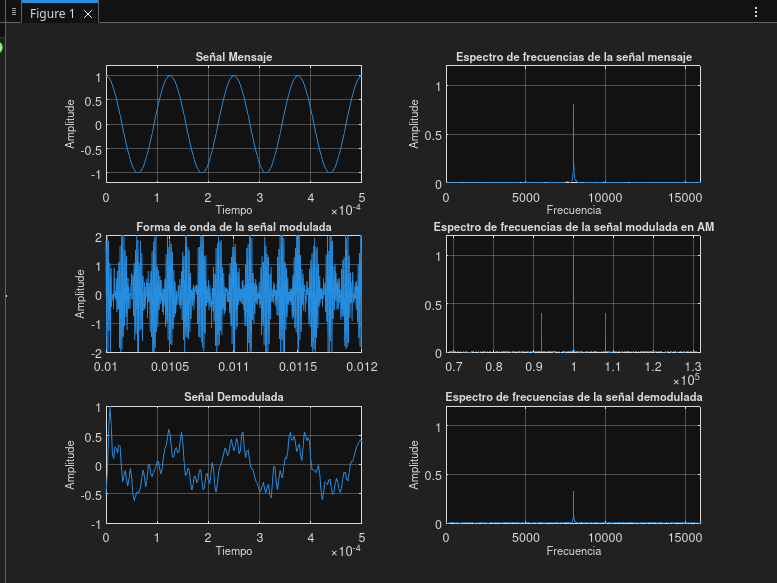 Figure 1
Señal Mensaje
Amplitude
1
0.5
0
-0.5
-1
0 1 2 3 4 5
Tiempo
×10-4
Espectro de frecuencias de la señal mensaje
Amplitude
1
0.5
0
0 5000 10000 15000
Frecuencia
Forma de onda de la señal modulada
Amplitude
2
1
0
-1
-2
0.01 0.0105 0.011 0.0115 0.012
Espectro de frecuencias de la señal modulada en AM
Amplitude
1
0.5
0
0.7 0.8 0.9 1 1.1 1.2 1.3
×105
Señal Demodulada
Amplitude
1
0.5
0
-0.5
-1
0 1 2 3 4 5
Tiempo
×10-4
Espectro de frecuencias de la señal demodulada
Amplitude
1
0.5
0
0 5000 10000 15000
Frecuencia